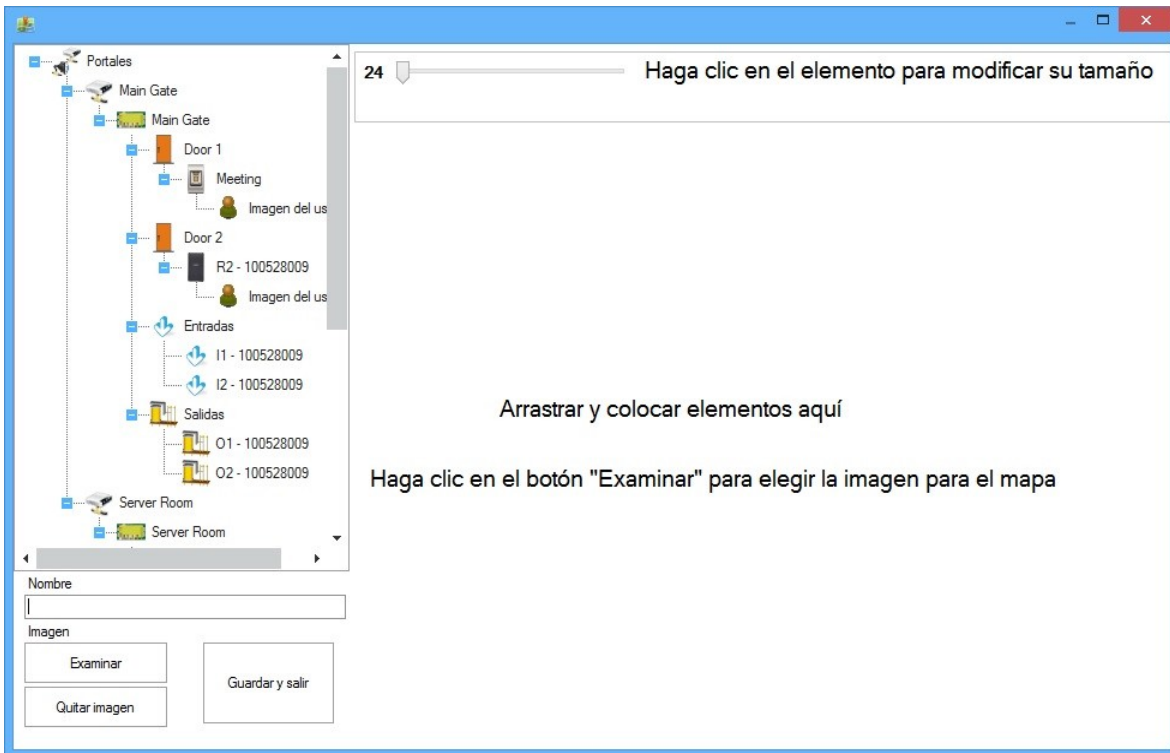 Portales
Main Gate
Main Gate
Door 1
Meeting
Imagen del us
Door 2
R2 - 100528009
Imagen del us
Entradas
I1 - 100528009
I2 - 100528009
Salidas
O1 - 100528009
O2 - 100528009
Server Room
Server Room
Nombre
Imagen
Examinar
Quitar imagen
Guardar y salir
24
Haga clic en el elemento para modificar su tamaño
Arrastrar y colocar elementos aquí
Haga clic en el botón "Examinar" para elegir la imagen para el mapa